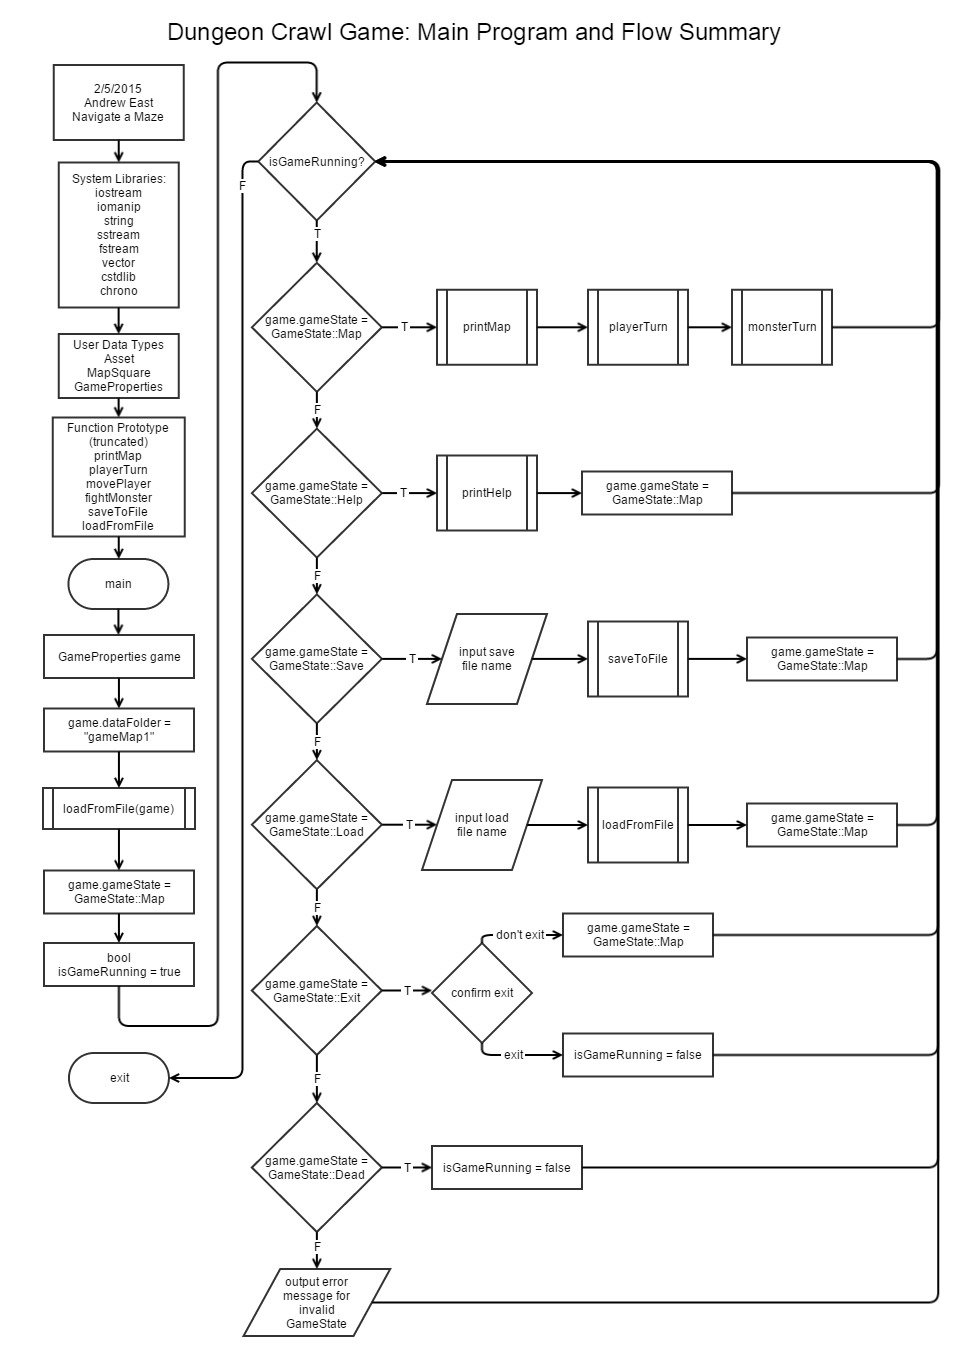 Dungeon Crawl Game: Main Program and Flow Summary
2/5/2015
Andrew East
Navigate a Maze
System Libraries:
iostream
iomanip
string
sstream
fstream
vector
cstdlib
chrono
User Data Types
Asset
MapSquare
GameProperties
Function Prototype
(truncated)
printMap
playerTurn
movePlayer
fightMonster
saveToFile
loadFromFile
main
GameProperties game
game.dataFolder =
"gameMap1"
loadFromFile(game)
game.gameState =
GameState::Map
bool
isGameRunning = true
exit
isGameRunning?
F
T
game.gameState =
GameState::Map
T
printMap
playerTurn
monsterTurn
F
game.gameState =
GameState::Help
T
printHelp
game.gameState =
GameState::Map
F
game.gameState =
GameState::Save
T
input save
file name
saveToFile
game.gameState =
GameState::Map
F
game.gameState =
GameState::Load
T
input load
file name
loadFromFile
game.gameState =
GameState::Map
F
game.gameState =
GameState::Exit
T
confirm exit
don't exit
game.gameState =
GameState::Map
exit
isGameRunning = false
F
game.gameState =
GameState::Dead
T
isGameRunning = false
F
output error
message for
invalid
GameState